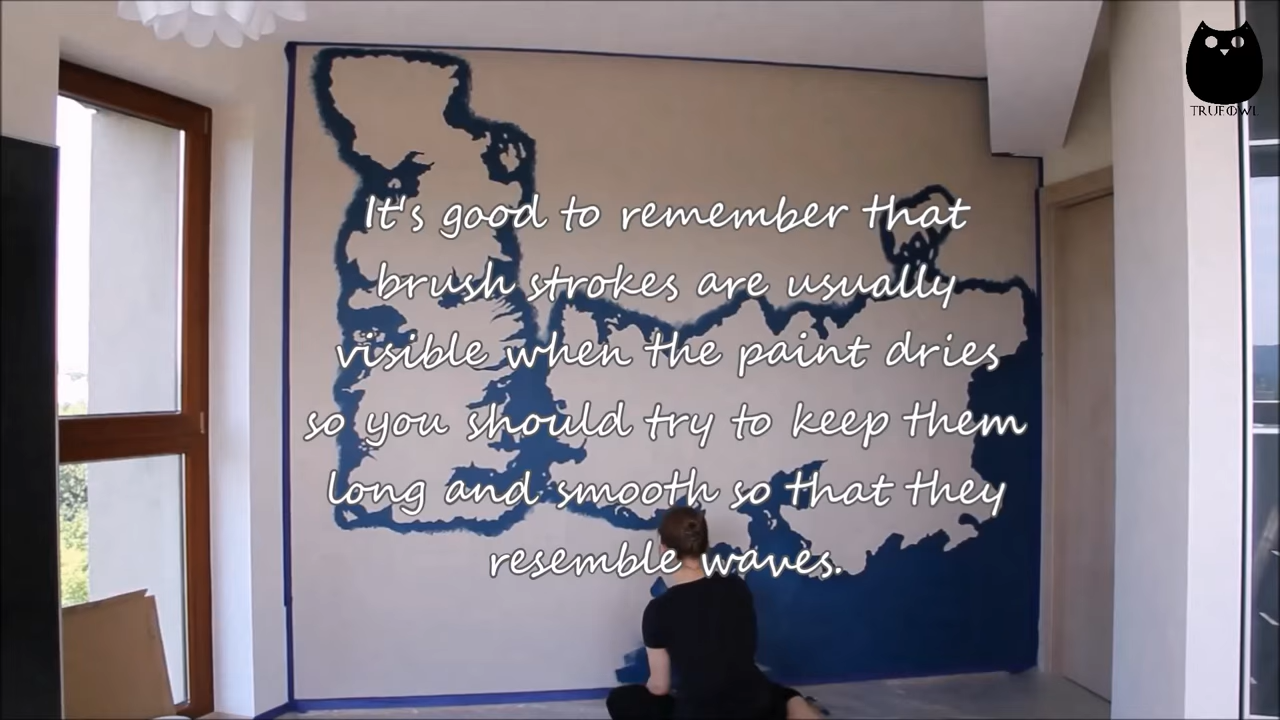 TRUFOWL
It's good to remember that
brush strokes are usually
visible when the paint dries
so you should try to keep them
long and smooth so that they
resemble waves.